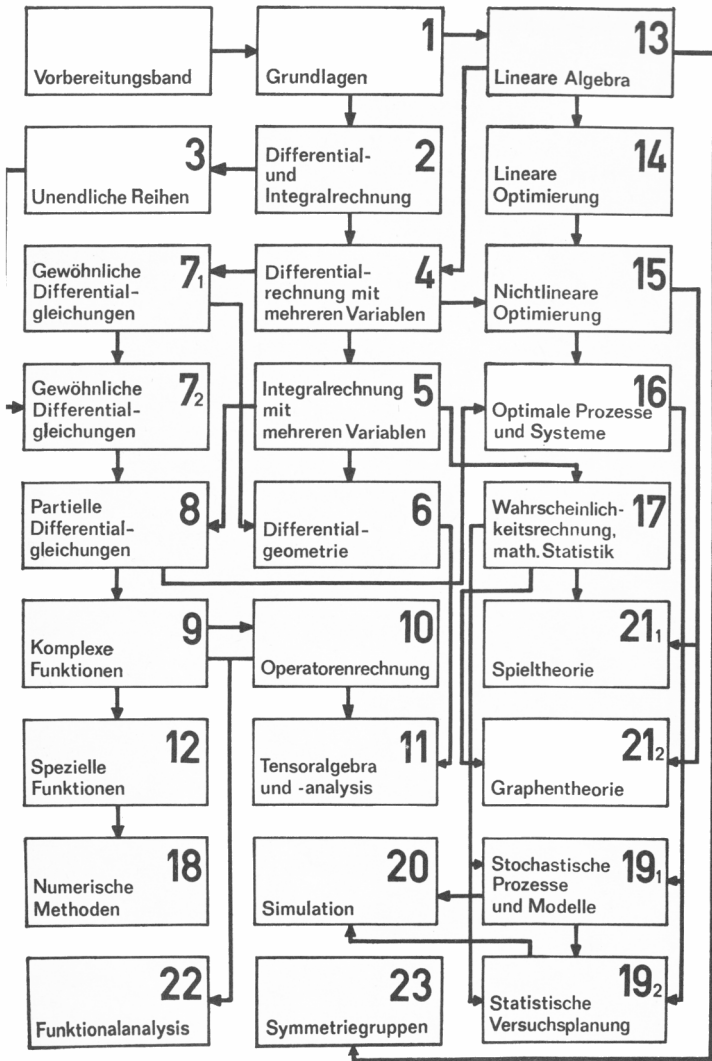 Vorbereitungsband
1
Grundlagen
13
Lineare Algebra
3
Unendliche Reihen
2
Differential-
und
Integralrechnung
14
Lineare
Optimierung
7₁
Gewöhnliche
Differential-
gleichungen
4
Differential-
rechnung mit
mehreren Variablen
15
Nichtlineare
Optimierung
7₂
Gewöhnliche
Differential-
gleichungen
5
Integralrechnung
mit
mehreren Variablen
16
Optimale Prozesse
und Systeme
8
Partielle
Differential-
gleichungen
6
Differential-
geometrie
17
Wahrscheinlich-
keitsrechnung,
math. Statistik
9
Komplexe
Funktionen
10
Operatorenrechnung
21₁
Spieltheorie
12
Spezielle
Funktionen
11
Tensoralgebra
und -analysis
21₂
Graphentheorie
18
Numerische
Methoden
20
Simulation
19₁
Stochastische
Prozesse
und Modelle
22
Funktionalanalysis
23
Symmetriegruppen
19₂
Statistische
Versuchsplanung